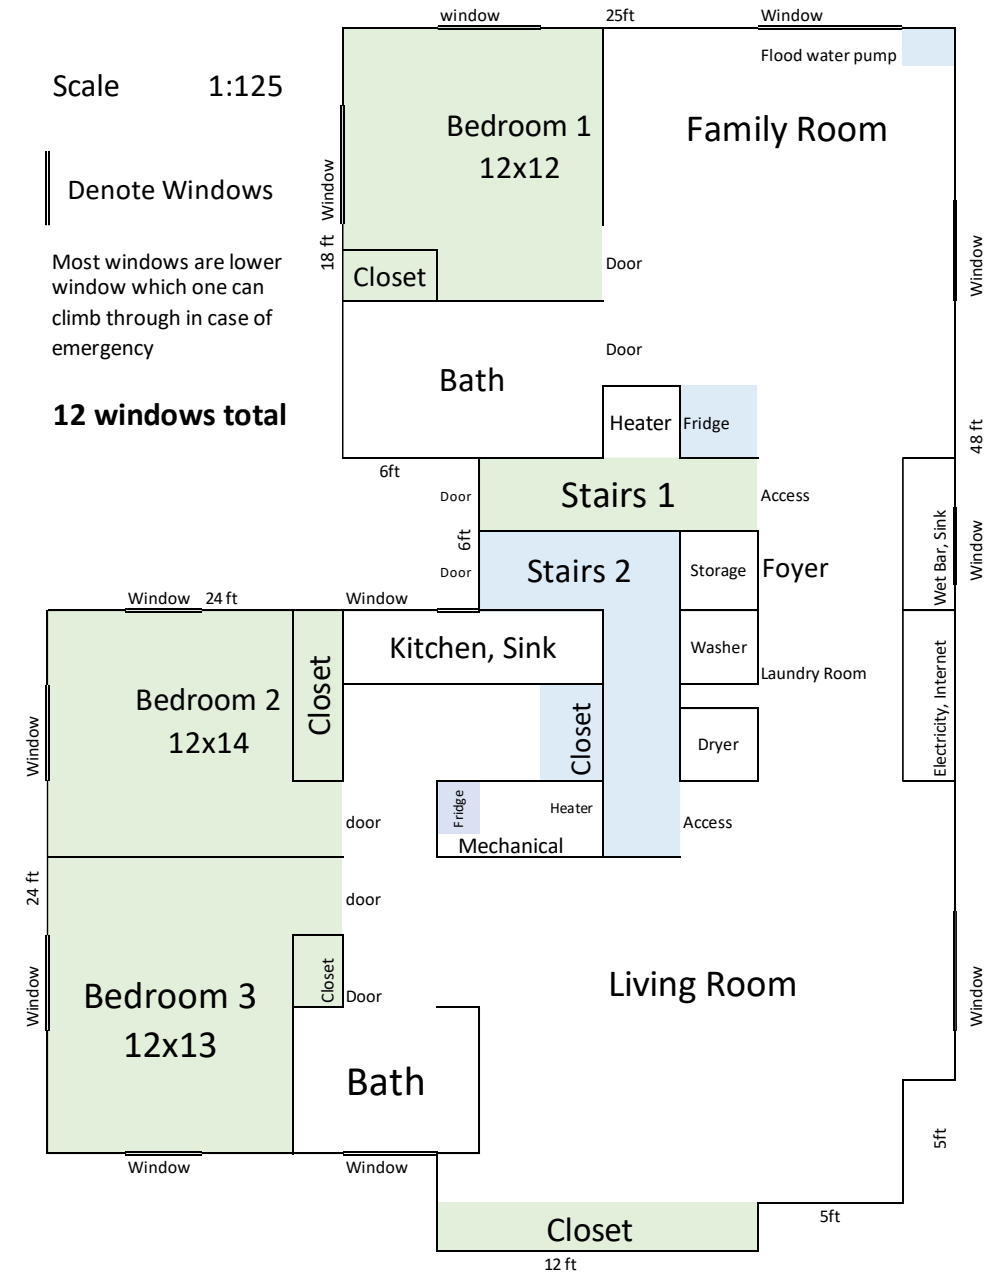 window 25ft Window
Flood water pump
Scale 1:125
Bedroom 1
12x12
Family Room
Window
Denote Windows
18 ft
Window
Most windows are lower
window which one can
climb through in case of
emergency
Closet
Door
Door
Bath
12 windows total
Heater Fridge
48 ft
6ft
Door
Stairs 1
Access
6ft
Door
Stairs 2
Storage
Foyer
Wet Bar, Sink
Window
Window 24 ft Window
Kitchen, Sink
Washer
Laundry Room
Electricity, Internet
Bedroom 2
12x14
Closet
Window
Closet
Dryer
door
Fridge
Heater
Mechanical
Access
24 ft
door
Closet
Door
Bedroom 3
12x13
Window
Living Room
Window
Bath
Window Window
5ft
5ft
Closet
12 ft